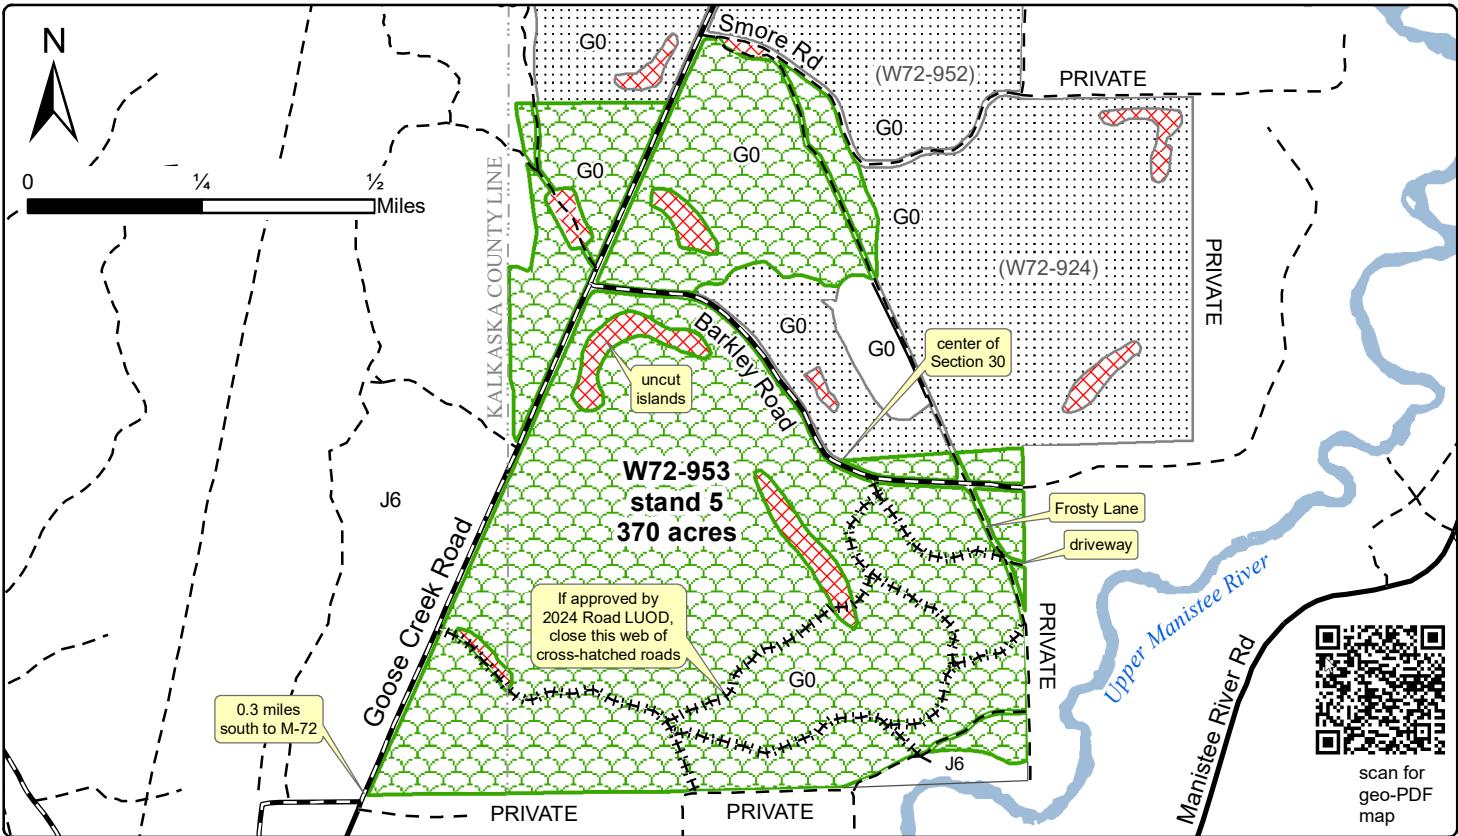 N
0
¼
½
Miles
KALKASKA COUNTY LINE
G0
Smore Rd
(W72-952)
PRIVATE
G0
G0
G0
G0
(W72-924)
PRIVATE
G0
G0
Barkley Road
center of
Section 30
uncut
islands
W72-953
stand 5
370 acres
J6
Goose Creek Road
Frosty Lane
driveway
If approved by
2024 Road LUOD,
close this web of
cross-hatched roads
G0
PRIVATE
Upper Manistee River
Manistee River Rd
0.3 miles
south to M-72
J6
PRIVATE
PRIVATE
scan for
geo-PDF
map